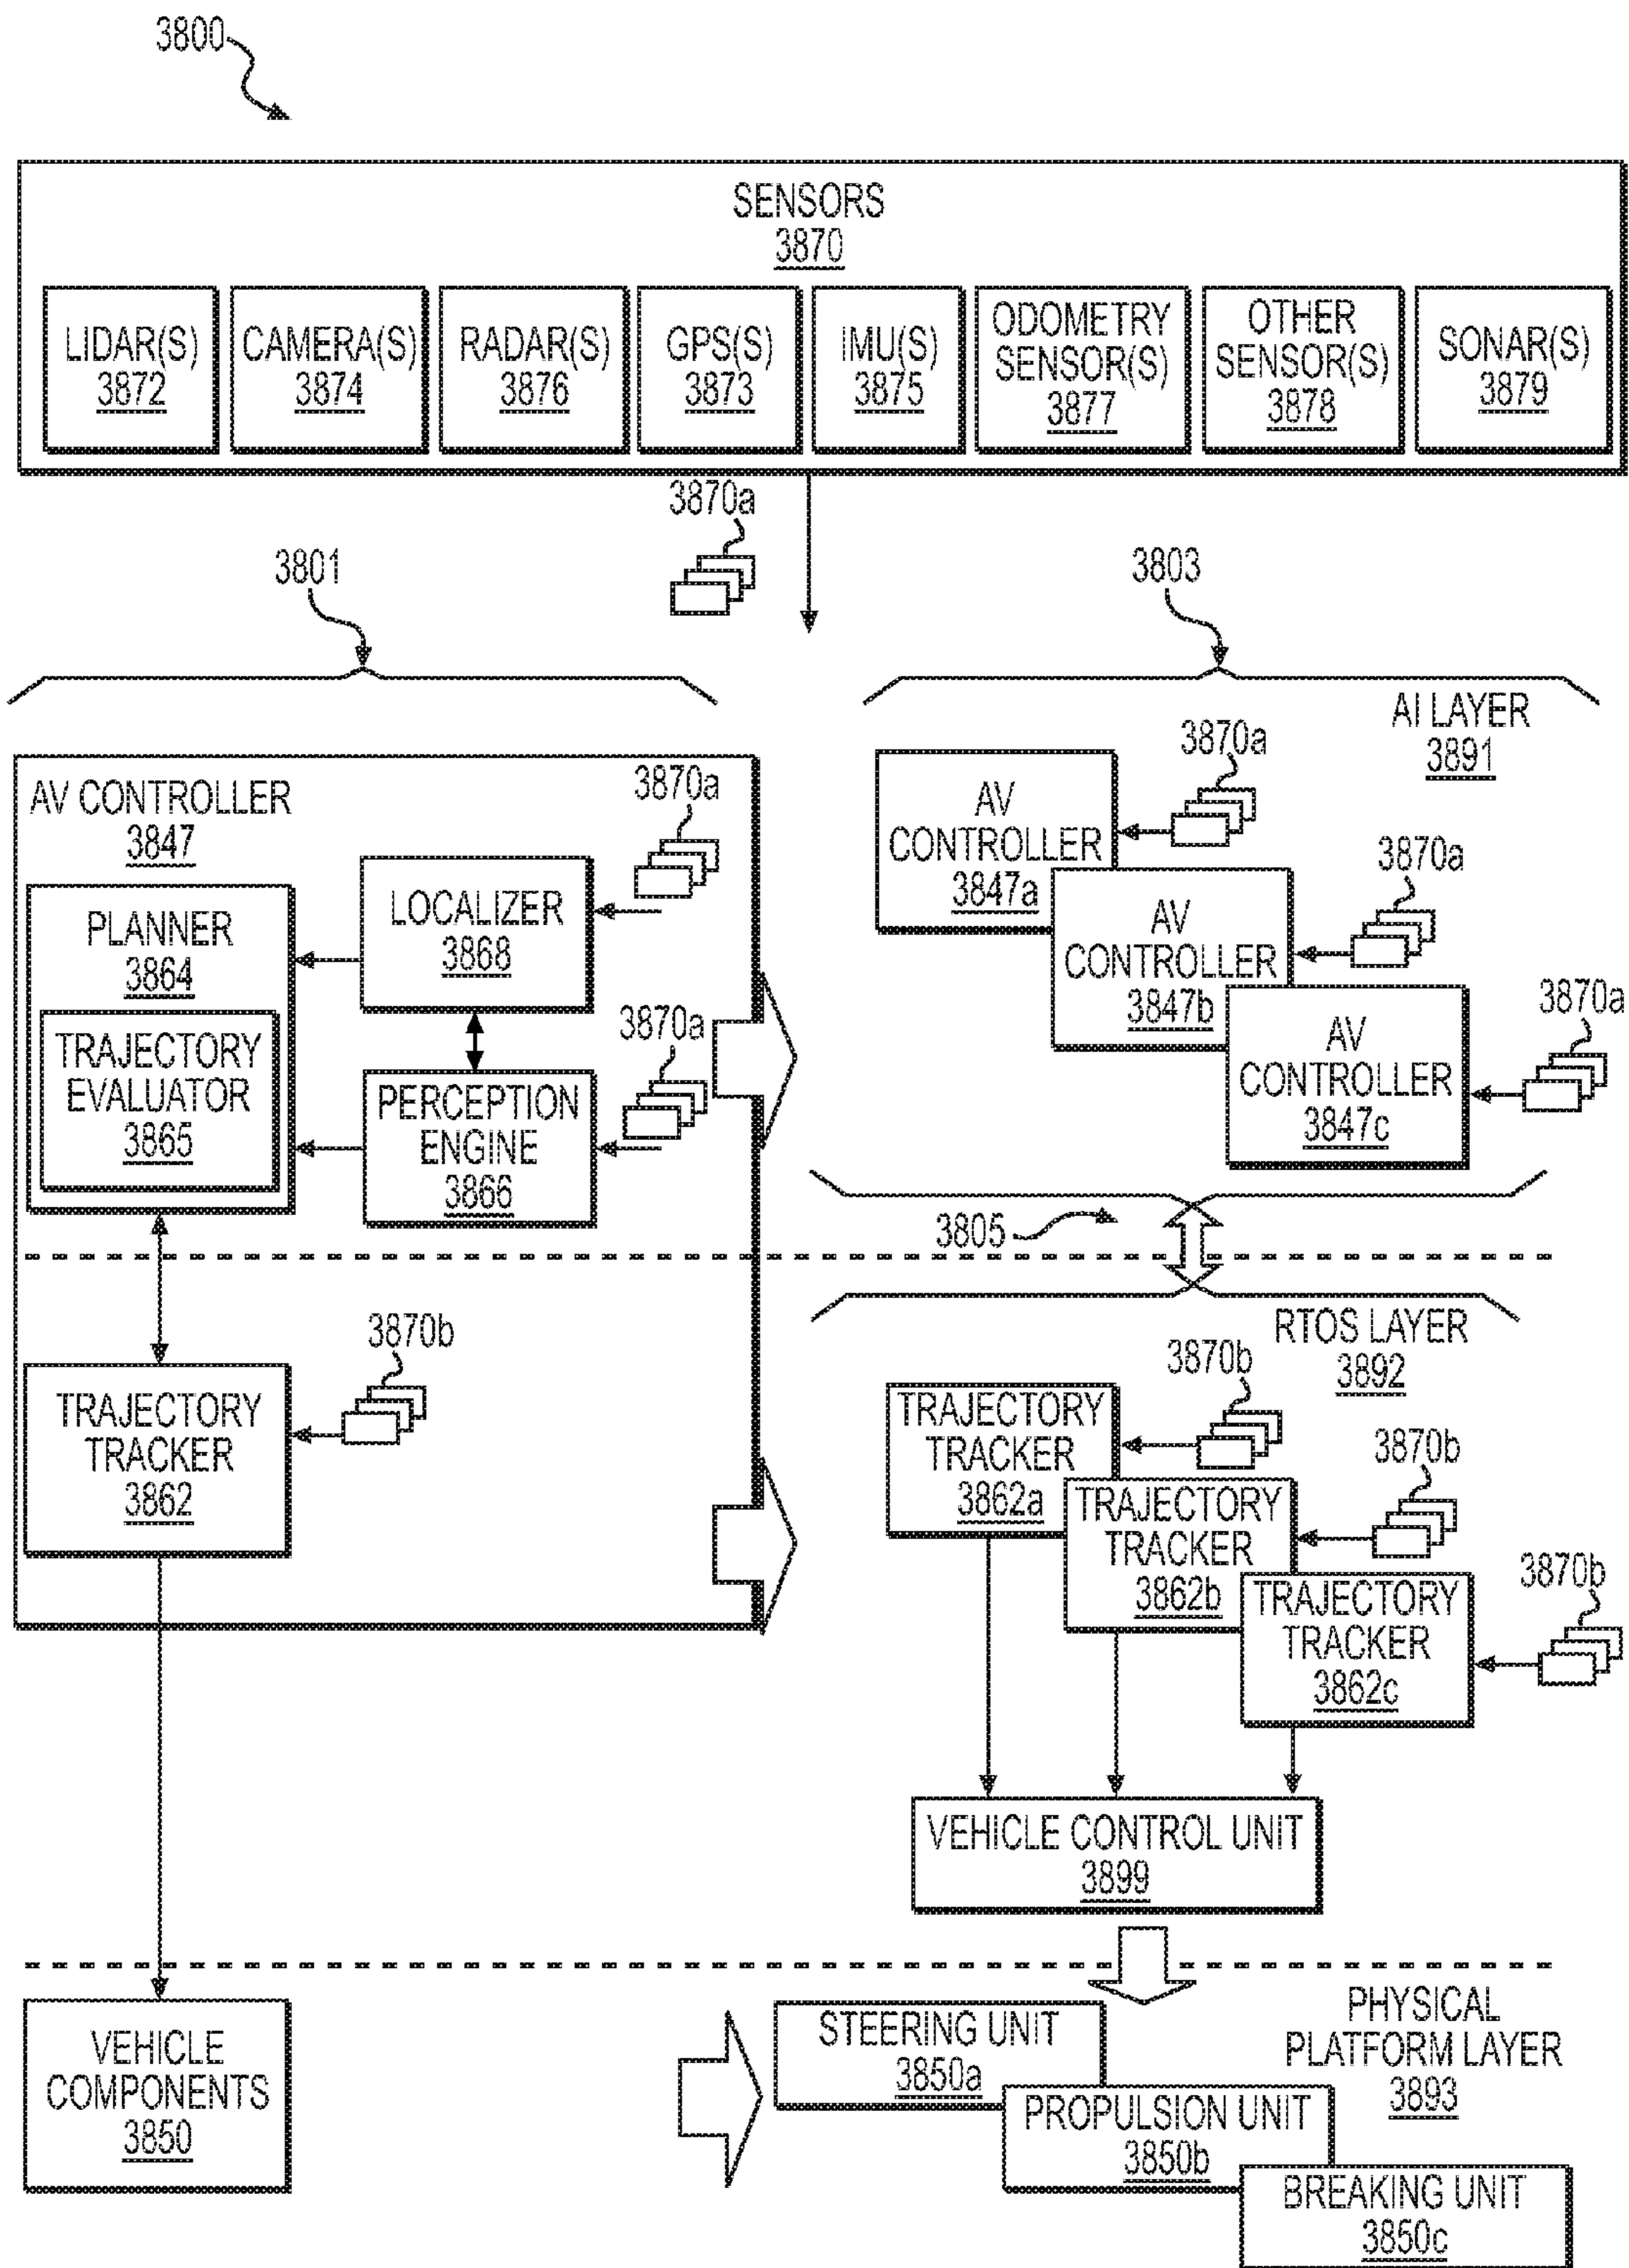 3800
SENSORS
3870
LIDAR(S)
3872
CAMERA(S)
3874
RADAR(S)
3876
GPS(S)
3873
IMU(S)
3875
ODOMETRY
SENSOR(S)
3877
OTHER
SENSOR(S)
3878
SONAR(S)
3879
3870a
3801
3803
AI LAYER
3891
AV CONTROLLER
3847
3870a
LOCALIZER
3868
PLANNER
3864
TRAJECTORY
EVALUATOR
3865
3870a
PERCEPTION
ENGINE
3866
AV
CONTROLLER
3847a
3870a
AV
CONTROLLER
3847b
3870a
AV
CONTROLLER
3847c
3870a
3805
RTOS LAYER
3892
TRAJECTORY
TRACKER
3862
3870b
TRAJECTORY
TRACKER
3862a
3870b
TRAJECTORY
TRACKER
3862b
3870b
TRAJECTORY
TRACKER
3862c
3870b
VEHICLE CONTROL UNIT
3899
VEHICLE
COMPONENTS
3850
STEERING UNIT
3850a
PROPULSION UNIT
3850b
BREAKING UNIT
3850c
PHYSICAL
PLATFORM LAYER
3893